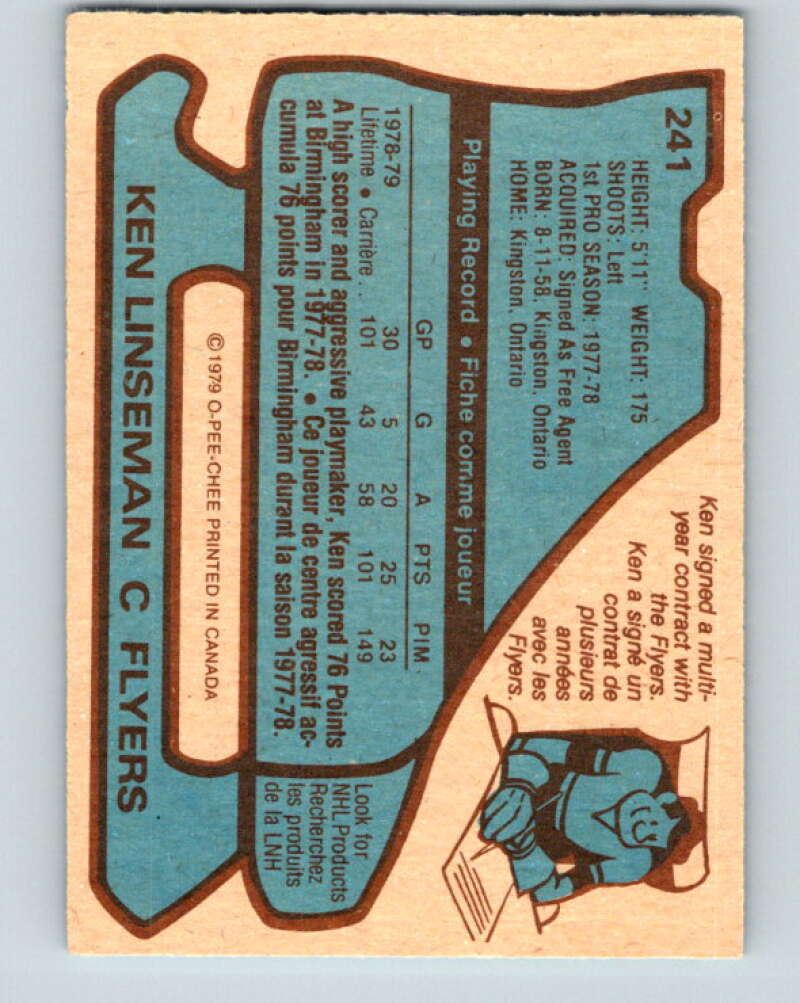 241
HEIGHT: 5'11" WEIGHT: 175
SHOOTS: Left
1st PRO SEASON: 1977-78
ACQUIRED: Signed As Free Agent
BORN: 8-11-58, Kingston, Ontario
HOME: Kingston, Ontario
Ken signed a multi-
year contract with
the Flyers.
Ken a signé un
contrat de
plusieurs
années
avec les
Flyers.
Playing Record • Fiche comme joueur
GP G A PTS PIM
1978-79 30 5 20 25 23
Lifetime • Carrière . . 101 43 58 101 149
A high scorer and aggressive playmaker, Ken scored 76 Points
at Birmingham in 1977-78. • Ce joueur de centre agressif ac-
cumula 76 points pour Birmingham durant la saison 1977-78.
Look for
NHL Products
Recherchez
les produits
de la LNH
©1979 O-PEE-CHEE PRINTED IN CANADA
KEN LINSEMAN C FLYERS